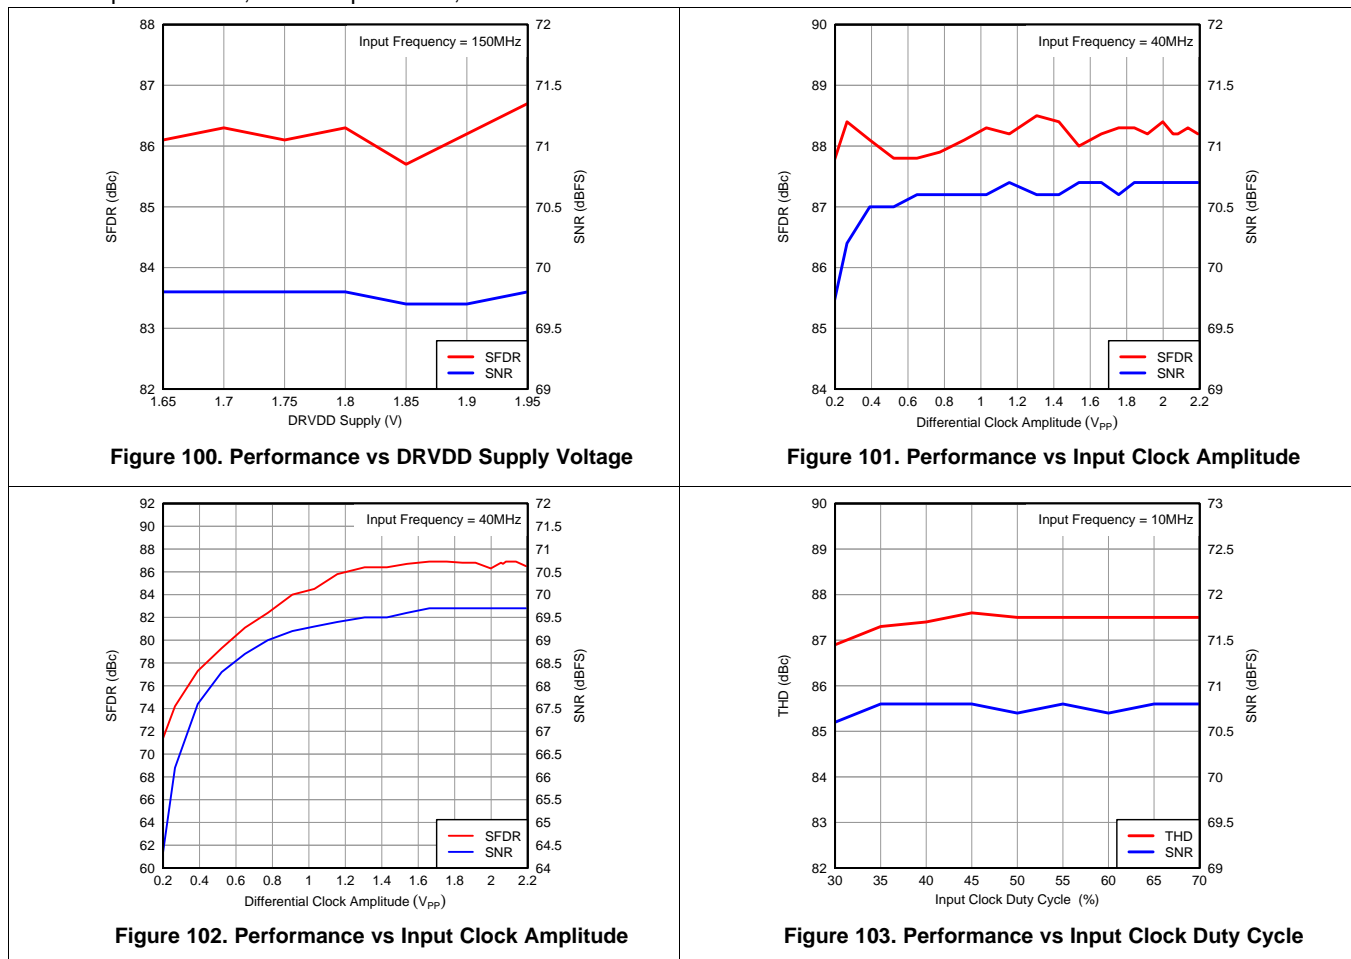 88
87
86
85
84
83
82
72
71.5
71
70.5
70
69.5
69
Input Frequency = 150MHz
SFDR (dBc)
SNR (dBFS)
SFDR
SNR
1.65 1.7 1.75 1.8 1.85 1.9 1.95
DRVDD Supply (V)
Figure 100. Performance vs DRVDD Supply Voltage
90
89
88
87
86
85
84
72
71.5
71
70.5
70
69.5
69
Input Frequency = 40MHz
SFDR (dBc)
SNR (dBFS)
SFDR
SNR
0.2 0.4 0.6 0.8 1 1.2 1.4 1.6 1.8 2 2.2
Differential Clock Amplitude (VPP)
Figure 101. Performance vs Input Clock Amplitude
92
90
88
86
84
82
80
78
76
74
72
70
68
66
64
62
60
72
71.5
71
70.5
70
69.5
69
68.5
68
67.5
67
66.5
66
65.5
65
64.5
64
Input Frequency = 40MHz
SFDR (dBc)
SNR (dBFS)
SFDR
SNR
0.2 0.4 0.6 0.8 1 1.2 1.4 1.6 1.8 2 2.2
Differential Clock Amplitude (VPP)
Figure 102. Performance vs Input Clock Amplitude
90
89
88
87
86
85
84
83
82
73
72.5
72
71.5
71
70.5
70
69.5
69
Input Frequency = 10MHz
THD (dBc)
SNR (dBFS)
THD
SNR
30 35 40 45 50 55 60 65 70
Input Clock Duty Cycle (%)
Figure 103. Performance vs Input Clock Duty Cycle